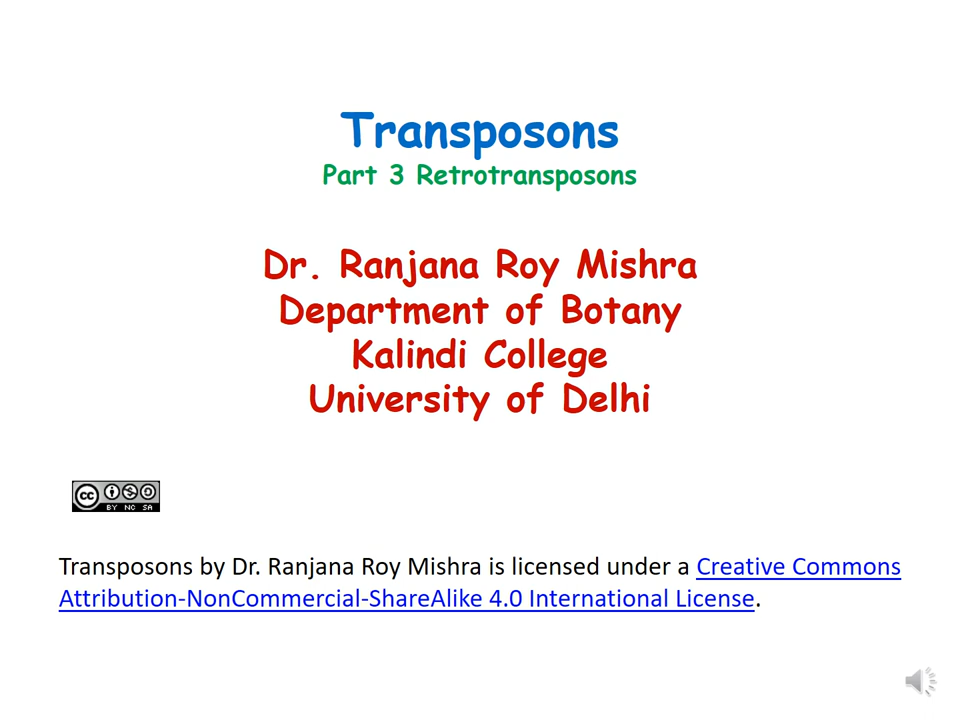 Transposons
Part 3 Retrotransposons
Dr. Ranjana Roy Mishra
Department of Botany
Kalindi College
University of Delhi
cc BY NC SA
Transposons by Dr. Ranjana Roy Mishra is licensed under a Creative Commons
Attribution-NonCommercial-ShareAlike 4.0 International License.